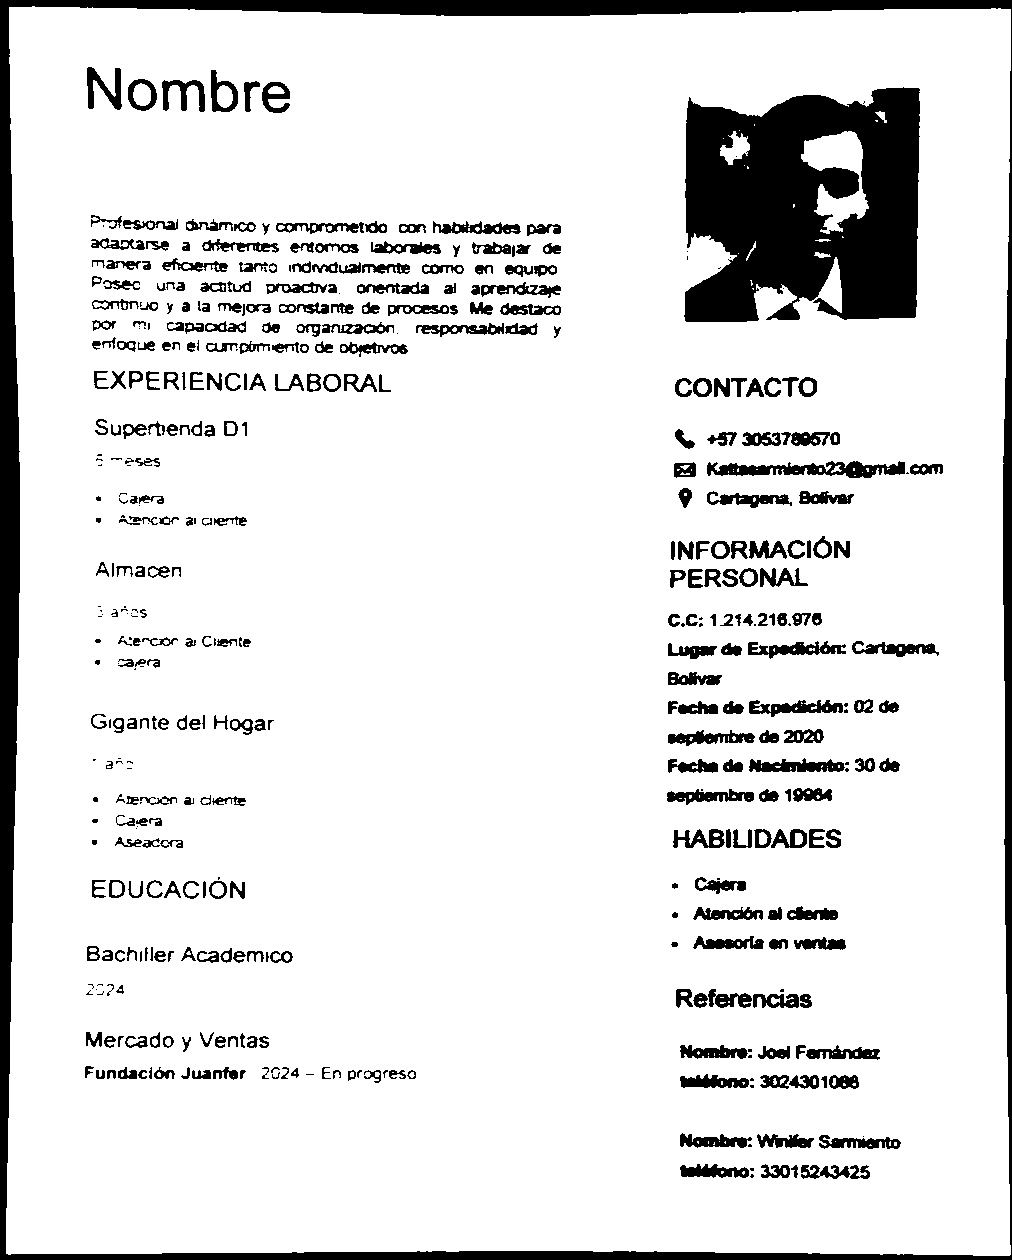 Nombre
Profesional dinámico y comprometido con habilidades para
adaptarse a diferentes entornos laborales y trabajar de
manera eficiente tanto individualmente como en equipo.
Posee una actitud proactiva, orientada al aprendizaje
continuo y a la mejora constante de procesos. Me destaco
por mi capacidad de organización, responsabilidad y
enfoque en el cumplimiento de objetivos
EXPERIENCIA LABORAL
Supertienda D1
6 meses
• Cajera
• Atención al cliente
Almacen
3 años
• Atención al Cliente
• cajera
Gigante del Hogar
1 año
• Atención al cliente
• Cajera
• Aseadora
EDUCACIÓN
Bachiller Academico
2024
Mercado y Ventas
Fundación Juanfer 2024 – En progreso
CONTACTO
+57 3053789570
Kattasarmiento23@gmail.com
Cartagena, Bolívar
INFORMACIÓN
PERSONAL
C.C: 1.214.216.976
Lugar de Expedición: Cartagena,
Bolívar
Fecha de Expedición: 02 de
septiembre de 2020
Fecha de Nacimiento: 30 de
septiembre de 19964
HABILIDADES
• Cajera
• Atención al cliente
• Asesoría en ventas
Referencias
Nombre: Joel Fernández
teléfono: 3024301086
Nombre: Winifer Sarmiento
teléfono: 33015243425